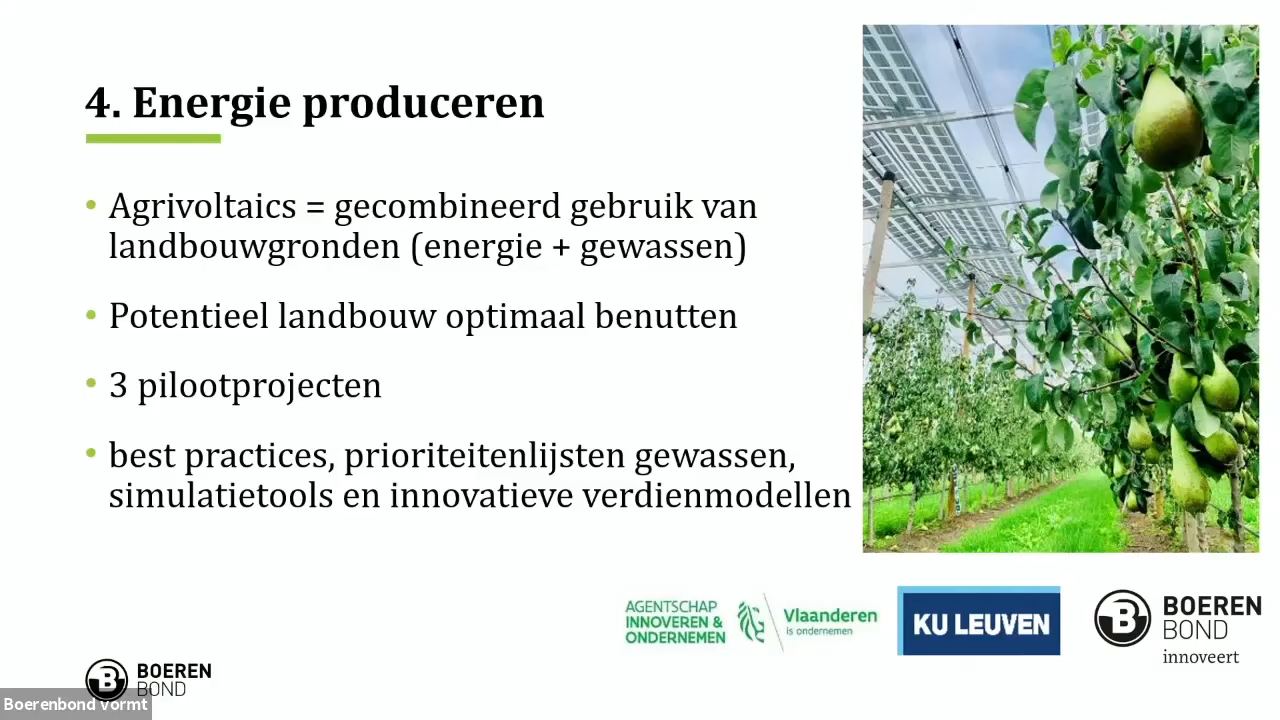 4. Energie produceren
• Agrivoltaics = gecombineerd gebruik van
landbouwgronden (energie + gewassen)
• Potentieel landbouw optimaal benutten
• 3 pilootprojecten
• best practices, prioriteitenlijsten gewassen,
simulatietools en innovatieve verdienmodellen
AGENTSCHAP
INNOVEREN &
ONDERNEMEN
Vlaanderen
is ondernemen
KU LEUVEN
B
BOEREN
BOND
innoveert
B
BOEREN
BOND
Boerenbond Vormt